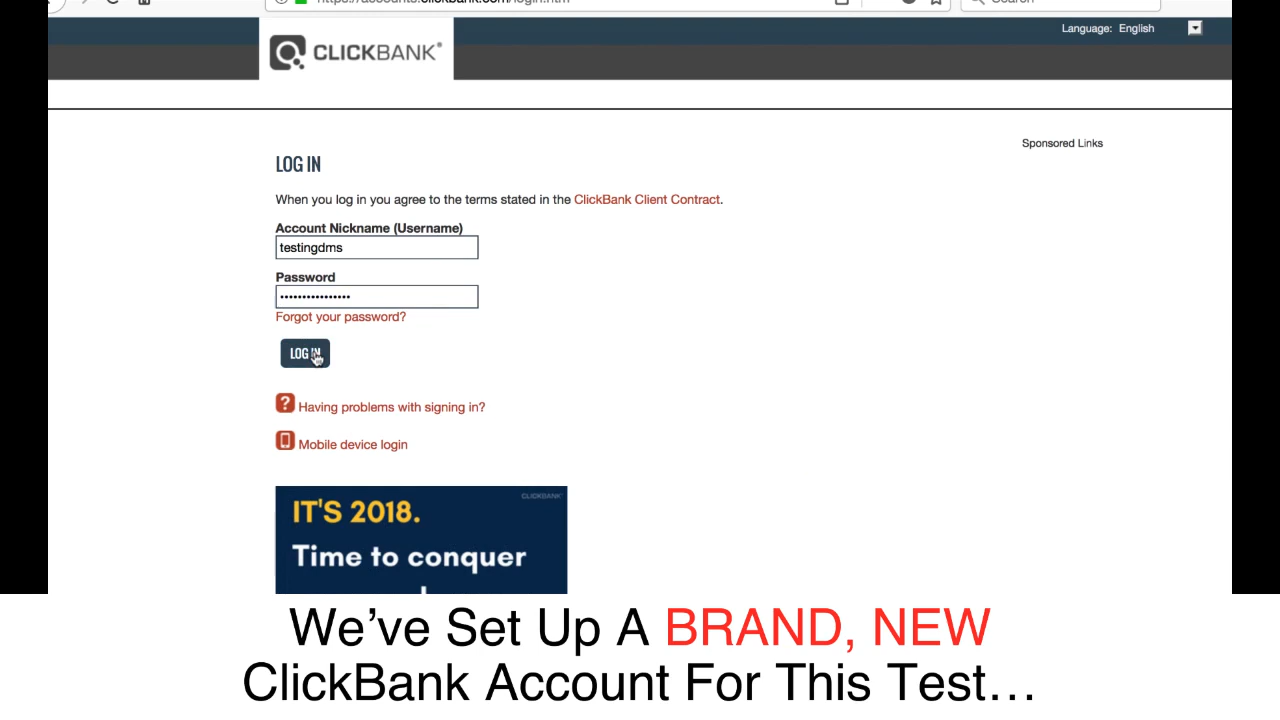 Language: English
CLICKBANK®
Sponsored Links
LOG IN
When you log in you agree to the terms stated in the ClickBank Client Contract.
Account Nickname (Username)
testingdms
Password
••••••••••••••••
Forgot your password?
LOG IN
? Having problems with signing in?
Mobile device login
CLICKBANK
IT'S 2018.
Time to conquer
We've Set Up A BRAND, NEW
ClickBank Account For This Test…